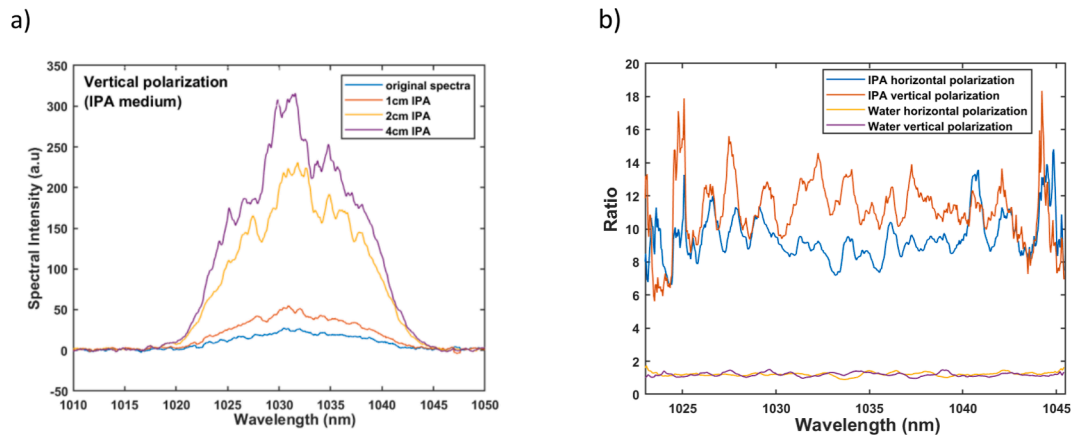 a)
Vertical polarization
(IPA medium)
original spectra
1cm IPA
2cm IPA
4cm IPA
350
300
250
200
150
100
50
0
-50
1010
1015
1020
1025
1030
1035
1040
1045
1050
Spectral Intensity (a.u)
Wavelength (nm)
b)
IPA horizontal polarization
IPA vertical polarization
Water horizontal polarization
Water vertical polarization
20
18
16
14
12
10
8
6
4
2
0
1025
1030
1035
1040
1045
Ratio
Wavelength (nm)